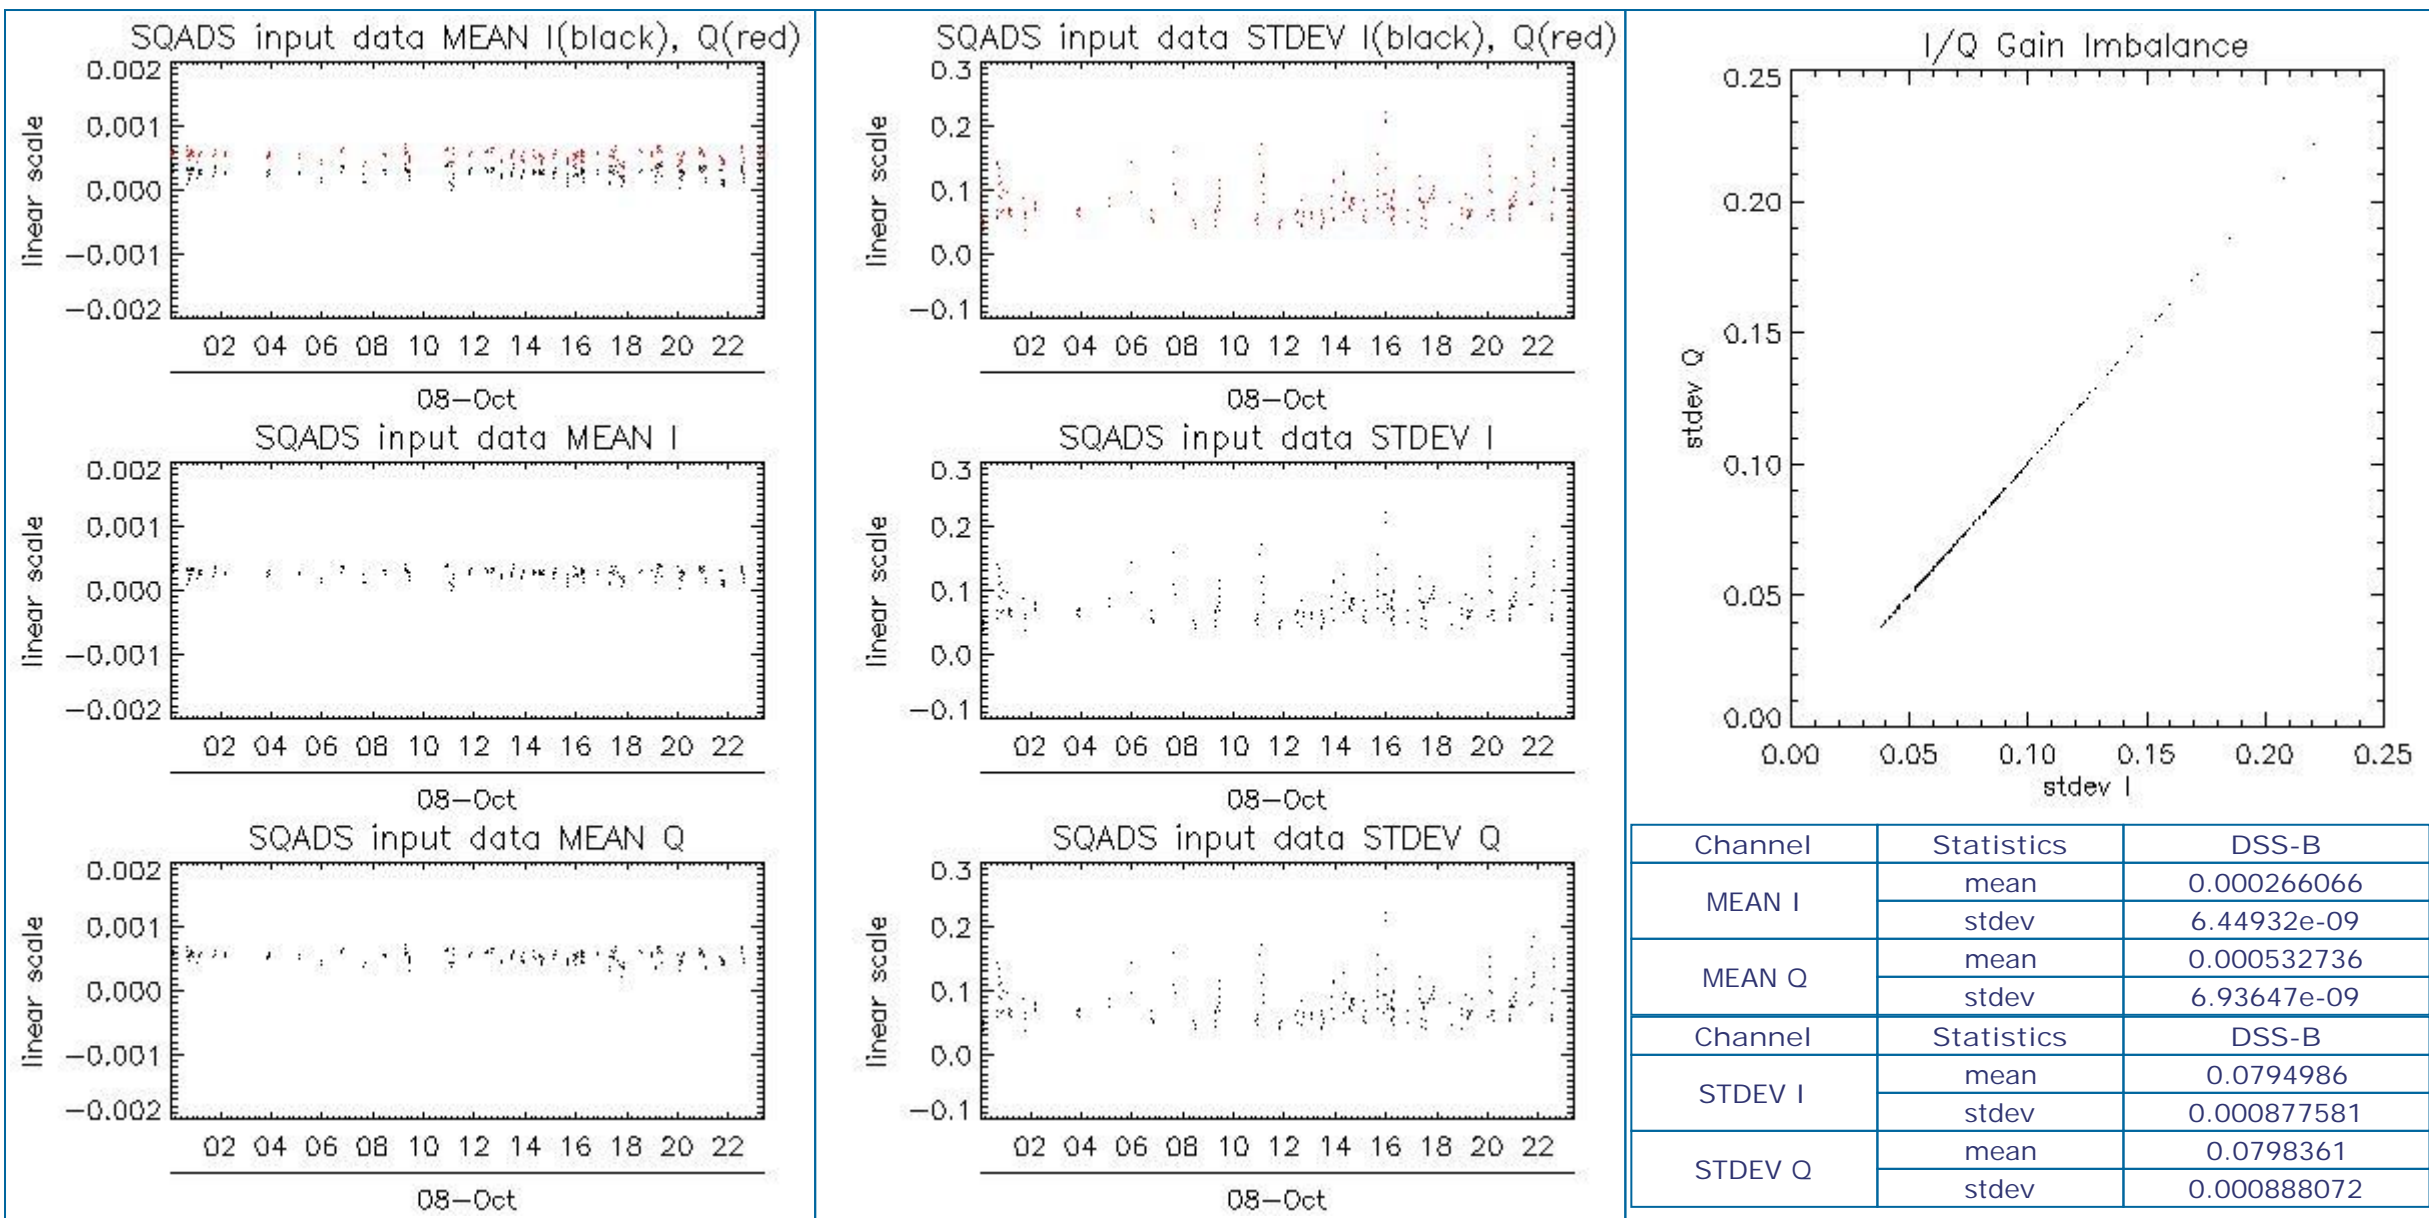 SQADS input data MEAN I(black), Q(red)
0.002
0.001
0.000
−0.001
−0.002
linear scale
02 04 06 08 10 12 14 16 18 20 22
08−Oct
SQADS input data MEAN I
0.002
0.001
0.000
−0.001
−0.002
linear scale
02 04 06 08 10 12 14 16 18 20 22
08−Oct
SQADS input data MEAN Q
0.002
0.001
0.000
−0.001
−0.002
linear scale
02 04 06 08 10 12 14 16 18 20 22
08−Oct
SQADS input data STDEV I(black), Q(red)
0.3
0.2
0.1
0.0
−0.1
linear scale
02 04 06 08 10 12 14 16 18 20 22
08−Oct
SQADS input data STDEV I
0.3
0.2
0.1
0.0
−0.1
linear scale
02 04 06 08 10 12 14 16 18 20 22
08−Oct
SQADS input data STDEV Q
0.3
0.2
0.1
0.0
−0.1
linear scale
02 04 06 08 10 12 14 16 18 20 22
08−Oct
I/Q Gain Imbalance
0.25
0.20
0.15
0.10
0.05
0.00
stdev Q
0.00 0.05 0.10 0.15 0.20 0.25
stdev I
Channel Statistics DSS-B
MEAN I mean 0.000266066
stdev 6.44932e-09
MEAN Q mean 0.000532736
stdev 6.93647e-09
Channel Statistics DSS-B
STDEV I mean 0.0794986
stdev 0.000877581
STDEV Q mean 0.0798361
stdev 0.000888072